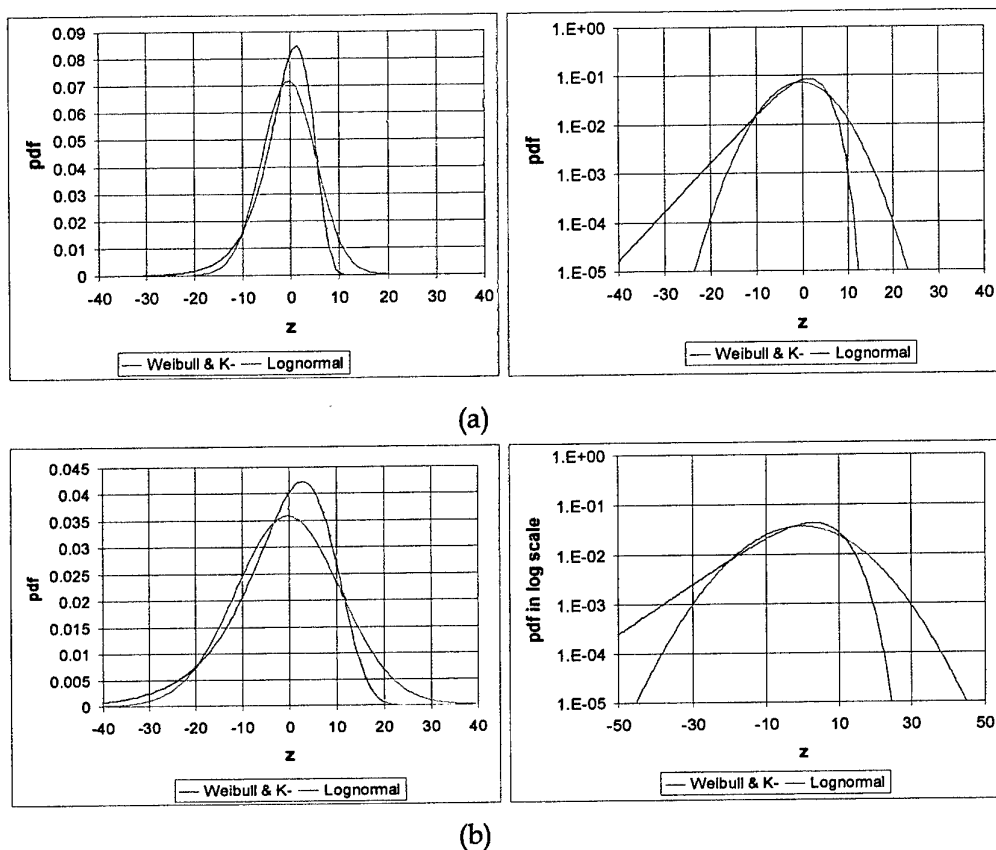 0.09
0.08
0.07
0.06
0.05
0.04
0.03
0.02
0.01
0
pdf
-40 -30 -20 -10 0 10 20 30 40
z
Weibull & K- Lognormal
1.E+00
1.E-01
1.E-02
1.E-03
1.E-04
1.E-05
pdf
-40 -30 -20 -10 0 10 20 30 40
z
Weibull & K- Lognormal
(a)
0.045
0.04
0.035
0.03
0.025
0.02
0.015
0.01
0.005
0
pdf
-40 -30 -20 -10 0 10 20 30 40
z
Weibull & K- Lognormal
1.E+00
1.E-01
1.E-02
1.E-03
1.E-04
1.E-05
pdf in log scale
-50 -30 -10 10 30 50
z
Weibull & K- Lognormal
(b)